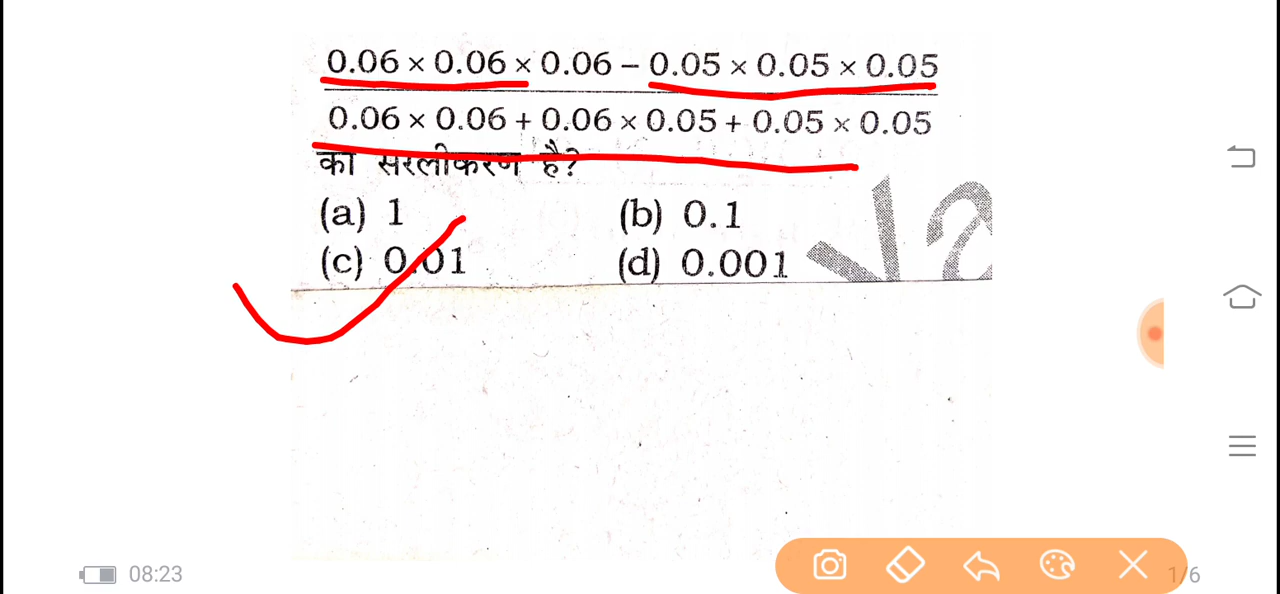 0.06 × 0.06 × 0.06 − 0.05 × 0.05 × 0.05
0.06 × 0.06 + 0.06 × 0.05 + 0.05 × 0.05
का सरलीकरण है?
(a) 1 (b) 0.1
(c) 0.01 (d) 0.001
08:23
1/6